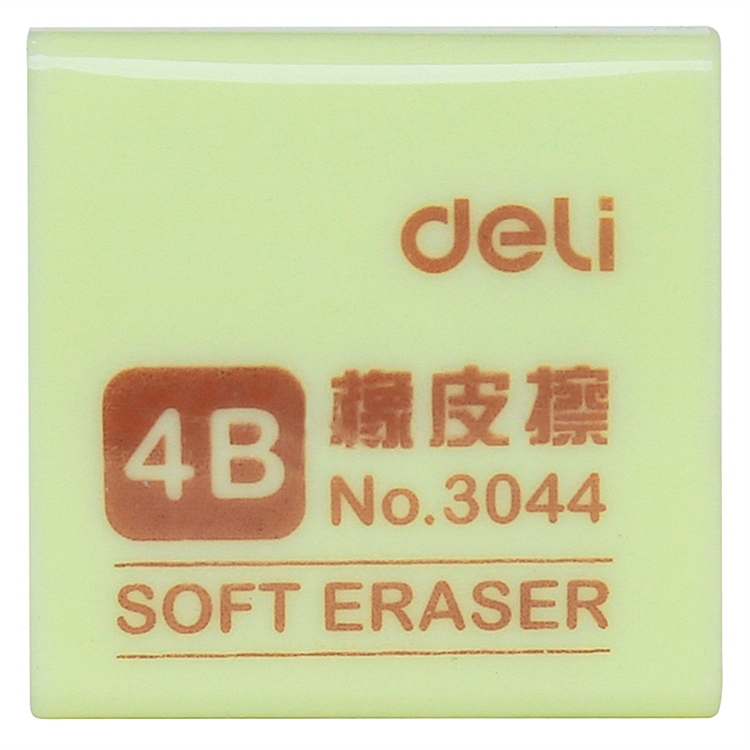 deli
4B 橡皮擦
No.3044
SOFT ERASER